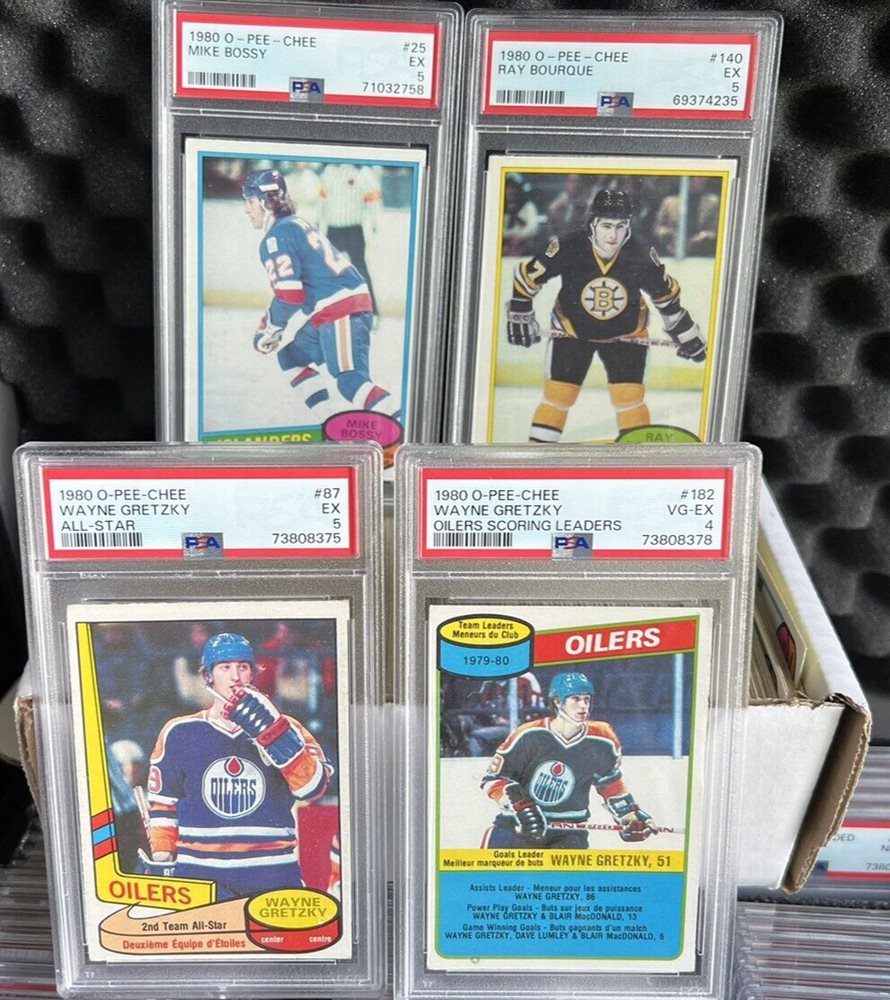 1980 O-PEE-CHEE #25
MIKE BOSSY EX
5
PSA 71032758
22
ISLANDERS
MIKE
BOSSY
1980 O-PEE-CHEE #140
RAY BOURQUE EX
5
PSA 69374235
7
B
RAY
1980 O-PEE-CHEE #87
WAYNE GRETZKY EX
ALL-STAR 5
PSA 73808375
OILERS
OILERS
2nd Team All-Star
Deuxième Équipe d'Étoiles
WAYNE
GRETZKY
center centre
1980 O-PEE-CHEE #182
WAYNE GRETZKY VG-EX
OILERS SCORING LEADERS 4
PSA 73808378
Team Leaders
Meneurs du Club
1979-80
OILERS
OILERS
Goals Leader
Meilleur marqueur de buts WAYNE GRETZKY, 51
Assists Leader - Meneur pour les assistances
WAYNE GRETZKY, 86
Power Play Goals - Buts sur jeux de puissance
WAYNE GRETZKY & BLAIR MacDONALD, 13
Game Winning Goals - Buts gagnants d'un match
WAYNE GRETZKY, DAVE LUMLEY & BLAIR MacDONALD, 6